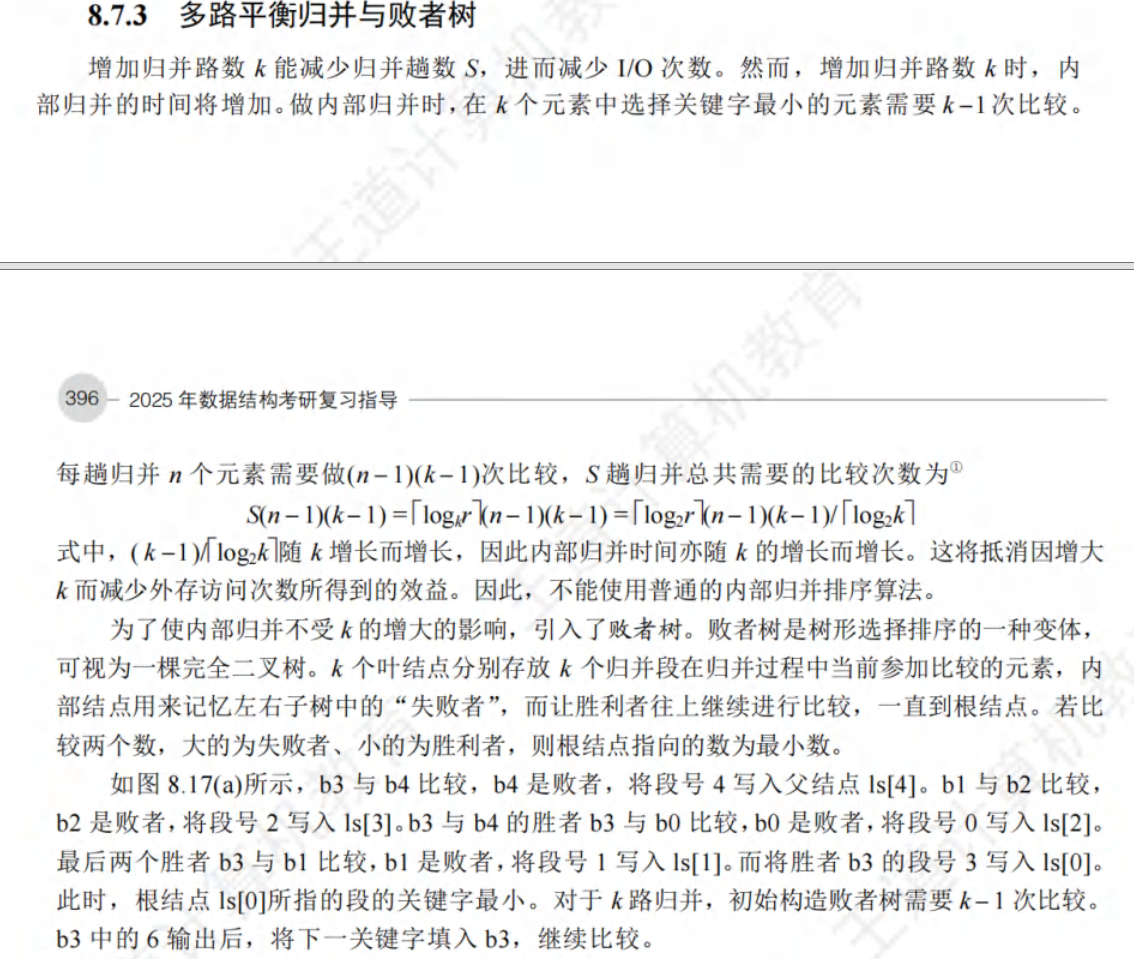 8.7.3 多路平衡归并与败者树
增加归并路数 k 能减少归并趟数 S，进而减少 I/O 次数。然而，增加归并路数 k 时，内
部归并的时间将增加。做内部归并时，在 k 个元素中选择关键字最小的元素需要 k−1 次比较。
王道计算机教育
396 2025 年数据结构考研复习指导
每趟归并 n 个元素需要做(n−1)(k−1)次比较，S 趟归并总共需要的比较次数为①
S(n−1)(k−1) =⌈logₖr⌉(n−1)(k−1) =⌈log₂r⌉(n−1)(k−1)/⌈log₂k⌉
式中，(k−1)/⌈log₂k⌉随 k 增长而增长，因此内部归并时间亦随 k 的增长而增长。这将抵消因增大
k 而减少外存访问次数所得到的效益。因此，不能使用普通的内部归并排序算法。
为了使内部归并不受 k 的增大的影响，引入了败者树。败者树是树形选择排序的一种变体，
可视为一棵完全二叉树。k 个叶结点分别存放 k 个归并段在归并过程中当前参加比较的元素，内
部结点用来记忆左右子树中的“失败者”，而让胜利者往上继续进行比较，一直到根结点。若比
较两个数，大的为失败者、小的为胜利者，则根结点指向的数为最小数。
如图 8.17(a)所示，b3 与 b4 比较，b4 是败者，将段号 4 写入父结点 ls[4]。b1 与 b2 比较，
b2 是败者，将段号 2 写入 ls[3]。b3 与 b4 的胜者 b3 与 b0 比较，b0 是败者，将段号 0 写入 ls[2]。
最后两个胜者 b3 与 b1 比较，b1 是败者，将段号 1 写入 ls[1]。而将胜者 b3 的段号 3 写入 ls[0]。
此时，根结点 ls[0]所指的段的关键字最小。对于 k 路归并，初始构造败者树需要 k−1 次比较。
b3 中的 6 输出后，将下一关键字填入 b3，继续比较。
王道计算机教育